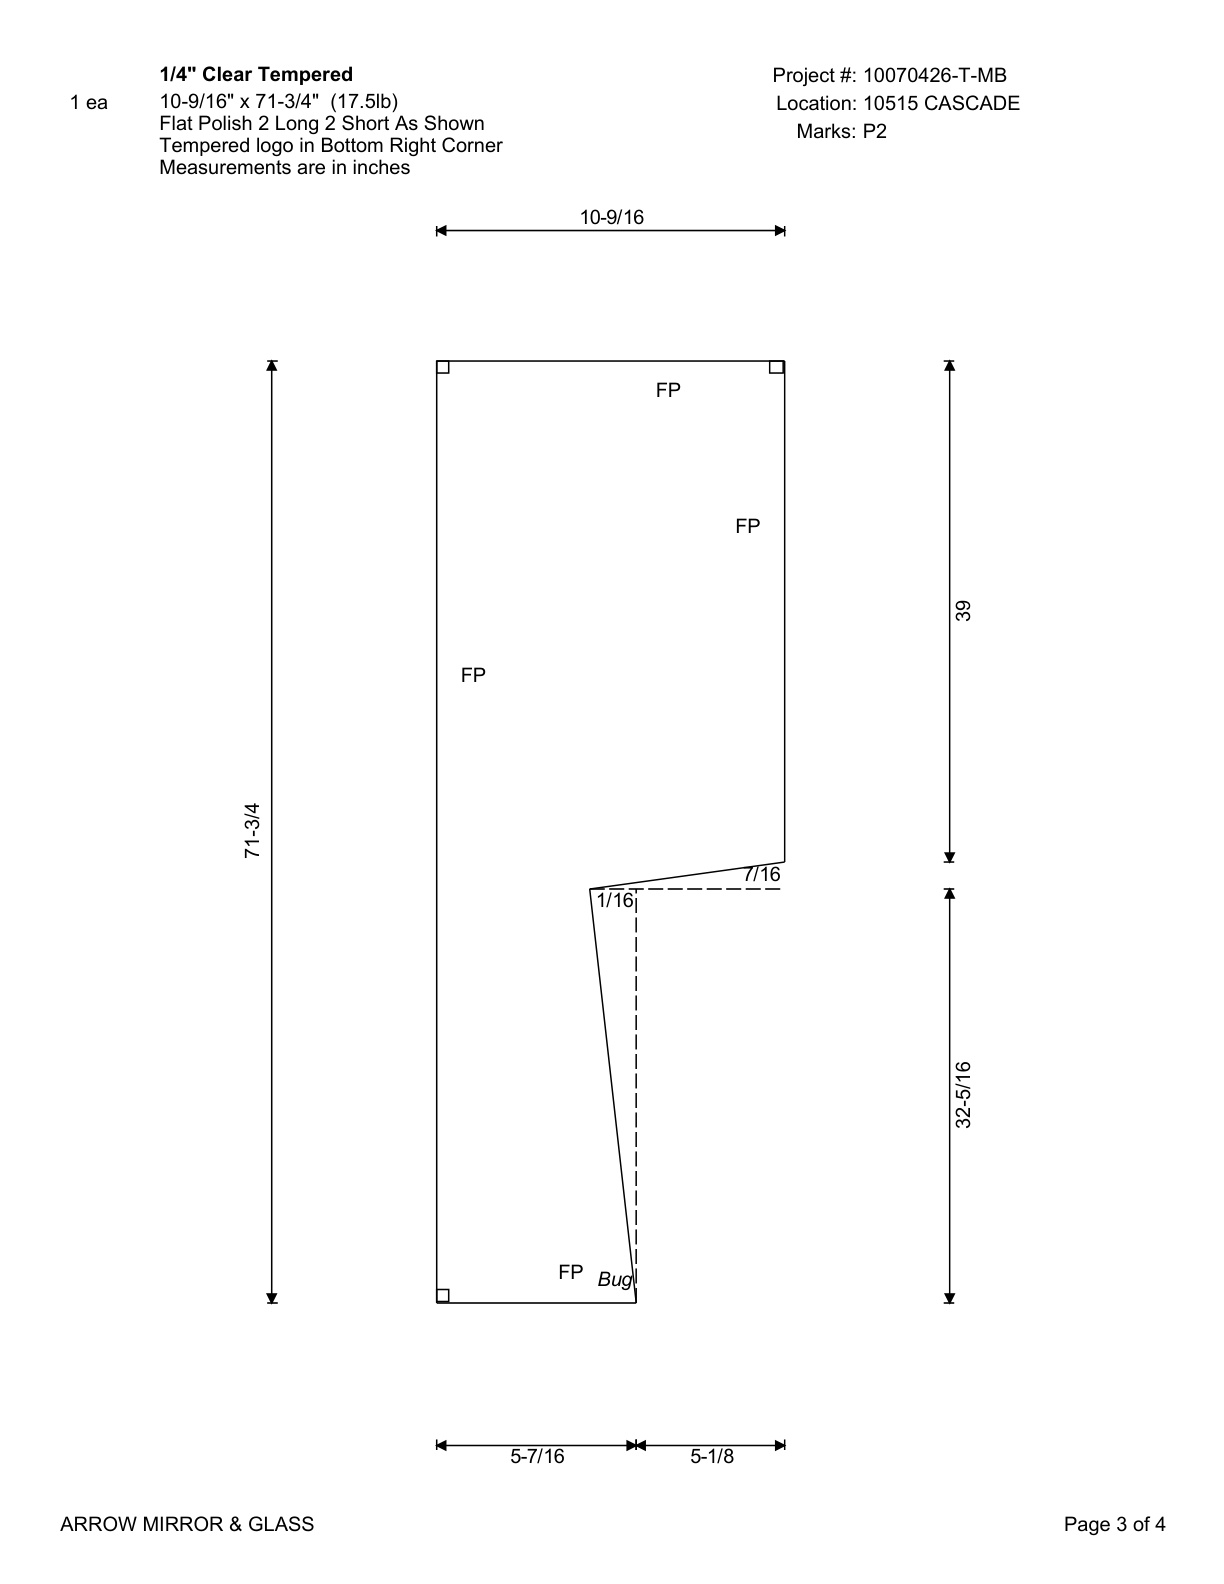 1/4" Clear Tempered
1 ea
10-9/16" x 71-3/4" (17.5lb)
Flat Polish 2 Long 2 Short As Shown
Tempered logo in Bottom Right Corner
Measurements are in inches
Project #: 10070426-T-MB
Location: 10515 CASCADE
Marks: P2
10-9/16
FP
FP
39
FP
71-3/4
7/16
1/16
32-5/16
FP
Bug
5-7/16
5-1/8
ARROW MIRROR & GLASS
Page 3 of 4